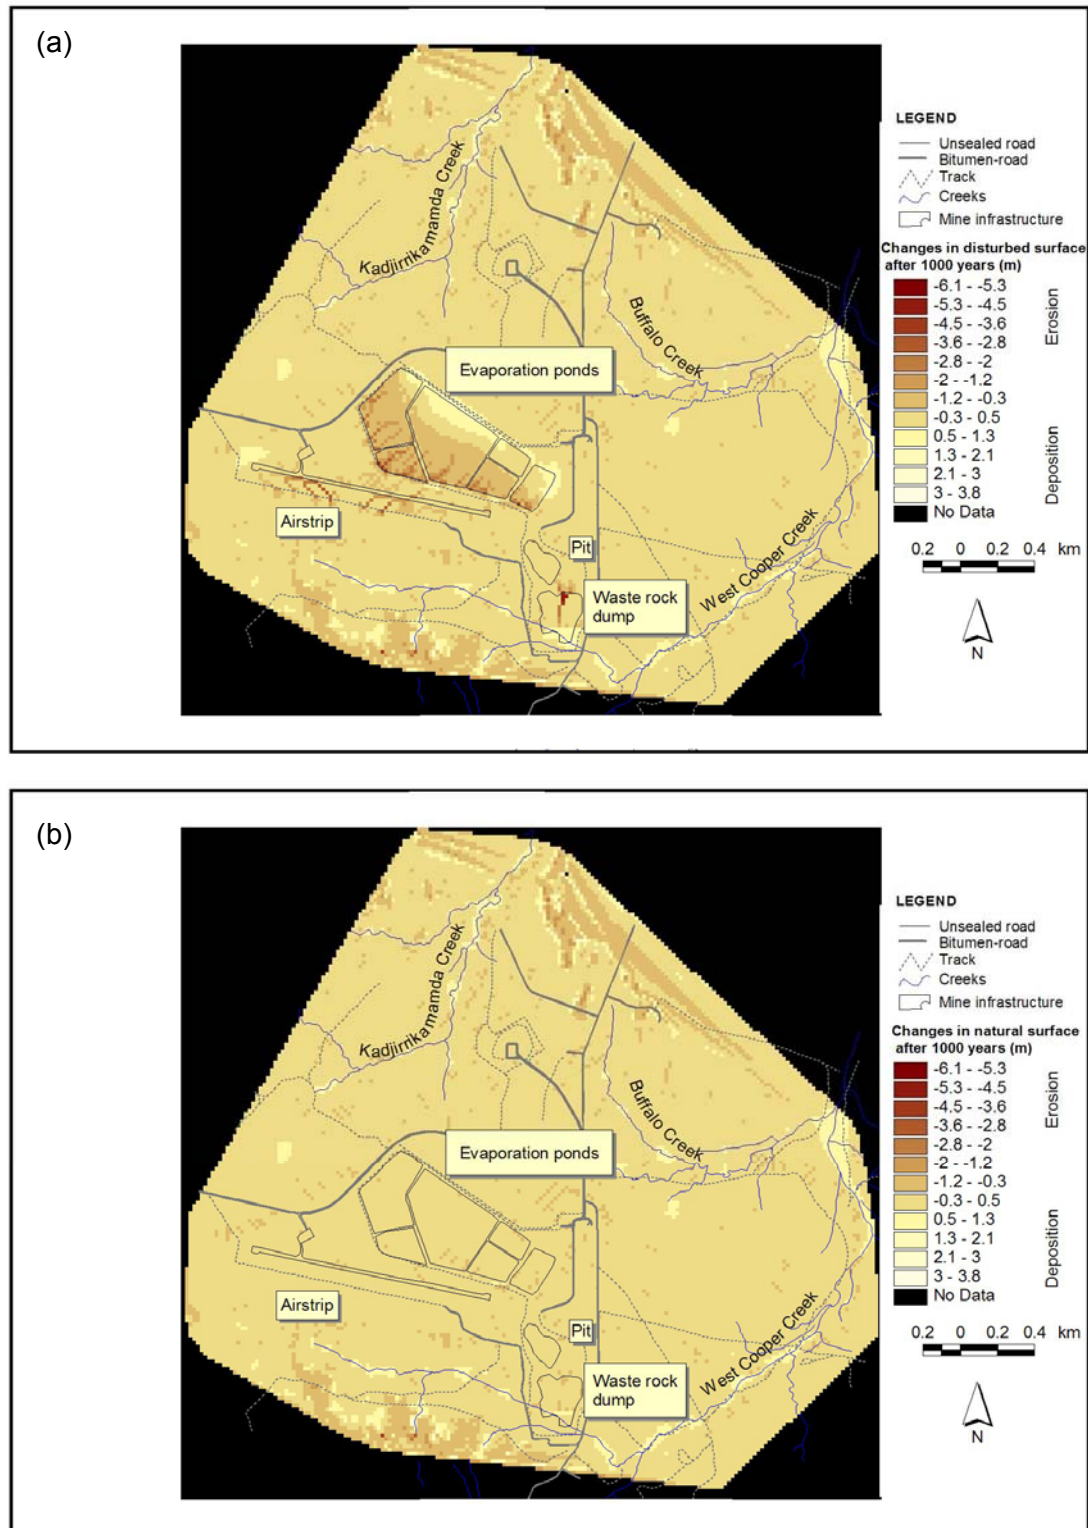 (a)
Kadjirrikamamda Creek
Buffalo Creek
Evaporation ponds
Airstrip
Pit
Waste rock
dump
West Cooper Creek
LEGEND
Unsealed road
Bitumen-road
Track
Creeks
Mine infrastructure
Changes in disturbed surface
after 1000 years (m)
-6.1 - -5.3
-5.3 - -4.5
-4.5 - -3.6
-3.6 - -2.8
-2.8 - -2
-2 - -1.2
-1.2 - -0.3
-0.3 - 0.5
0.5 - 1.3
1.3 - 2.1
2.1 - 3
3 - 3.8
No Data
Erosion
Deposition
0.2 0 0.2 0.4 km
N
(b)
Kadjirrikamamda Creek
Buffalo Creek
Evaporation ponds
Airstrip
Pit
Waste rock
dump
West Cooper Creek
LEGEND
Unsealed road
Bitumen-road
Track
Creeks
Mine infrastructure
Changes in natural surface
after 1000 years (m)
-6.1 - -5.3
-5.3 - -4.5
-4.5 - -3.6
-3.6 - -2.8
-2.8 - -2
-2 - -1.2
-1.2 - -0.3
-0.3 - 0.5
0.5 - 1.3
1.3 - 2.1
2.1 - 3
3 - 3.8
No Data
Erosion
Deposition
0.2 0 0.2 0.4 km
N